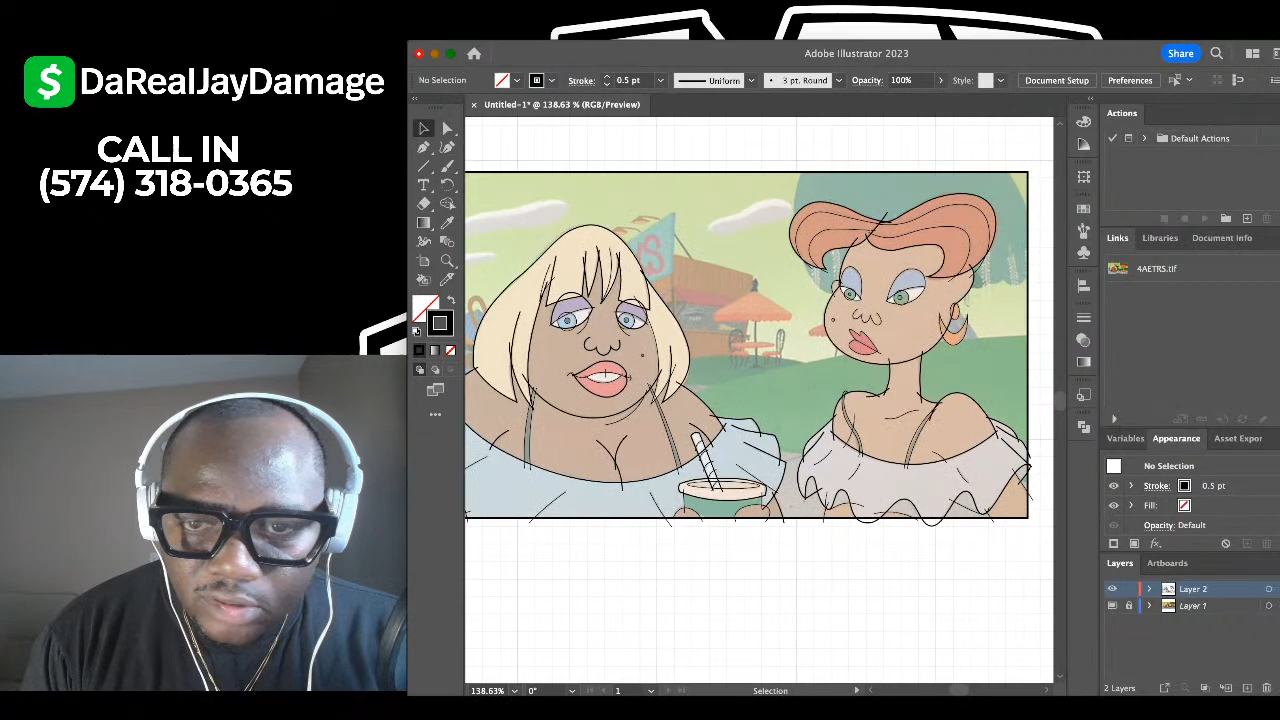 $ DaRealJayDamage
CALL IN
(574) 318-0365
Adobe Illustrator 2023
Share
No Selection
Stroke:
0.5 pt
Uniform
3 pt. Round
Opacity:
100%
Style:
Document Setup
Preferences
Untitled-1* @ 138.63 % (RGB/Preview)
Actions
Default Actions
Links
Libraries
Document Info
4AETRS.tif
Variables
Appearance
Asset Expor
No Selection
Stroke:
0.5 pt
Fill:
Opacity:
Default
fx
Layers
Artboards
Layer 2
Layer 1
2 Layers
138.63%
0°
1
Selection